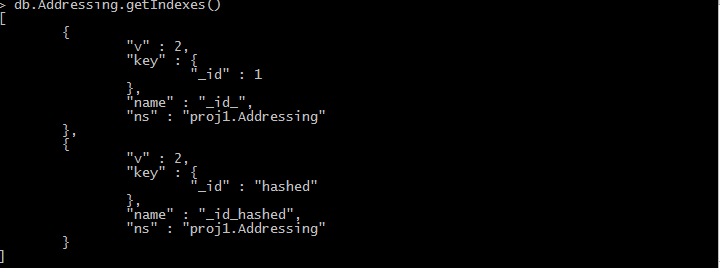 > db.Addressing.getIndexes()
[
{
"v" : 2,
"key" : {
"_id" : 1
},
"name" : "_id_",
"ns" : "proj1.Addressing"
},
{
"v" : 2,
"key" : {
"_id" : "hashed"
},
"name" : "_id_hashed",
"ns" : "proj1.Addressing"
}
]